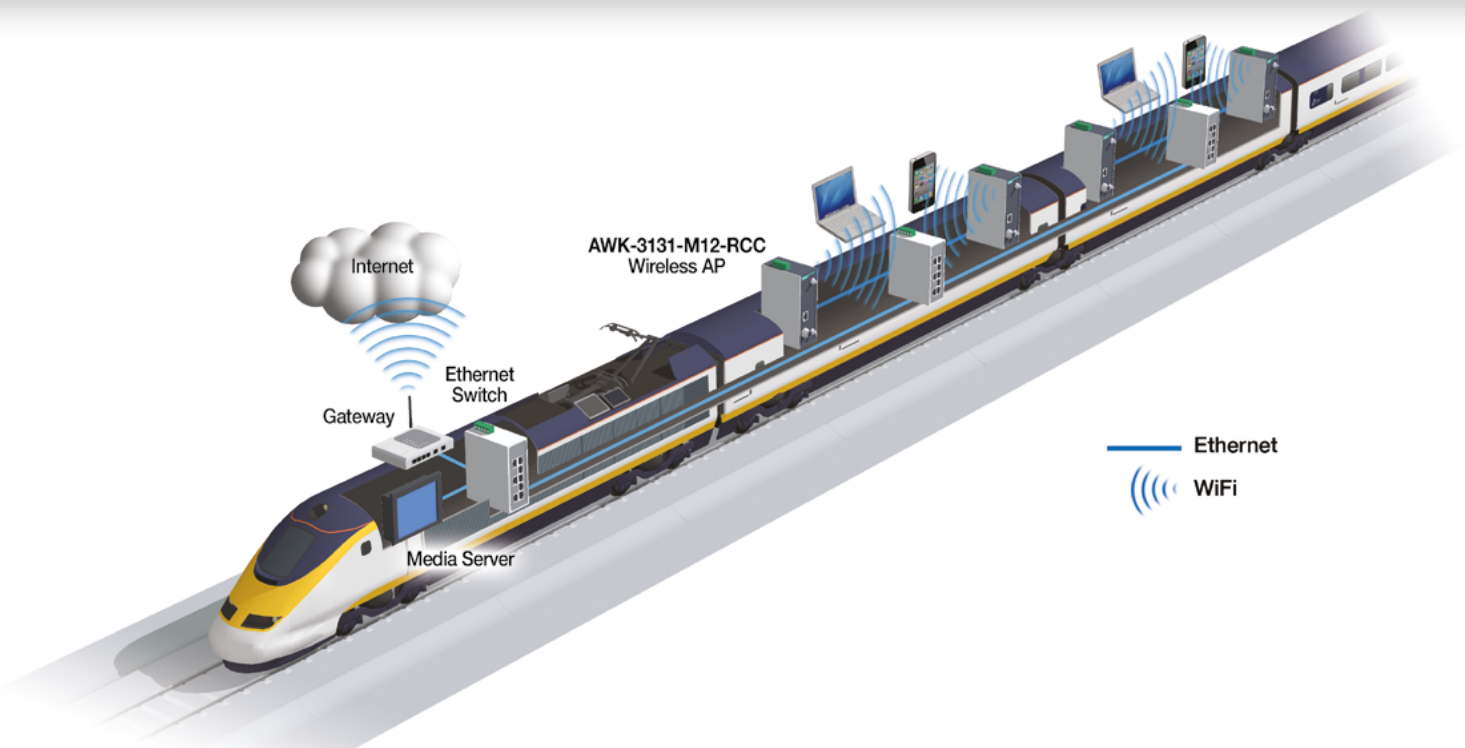 AWK-3131-M12-RCC
Wireless AP
Internet
Ethernet
Switch
Gateway
Media Server
Ethernet
WiFi